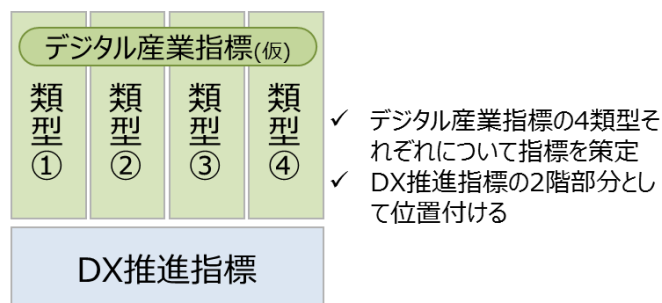 デジタル産業指標(仮)
類型①
類型②
類型③
類型④
✓ デジタル産業指標の4類型そ
れぞれについて指標を策定
✓ DX推進指標の2階部分とし
て位置付ける
DX推進指標